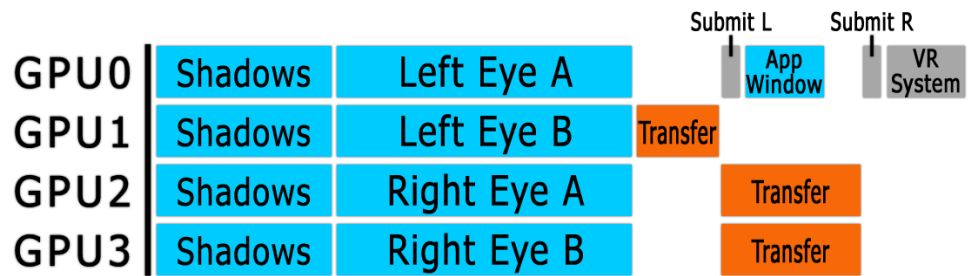 Submit L Submit R
GPU0 Shadows Left Eye A App Window VR System
GPU1 Shadows Left Eye B Transfer
GPU2 Shadows Right Eye A Transfer
GPU3 Shadows Right Eye B Transfer